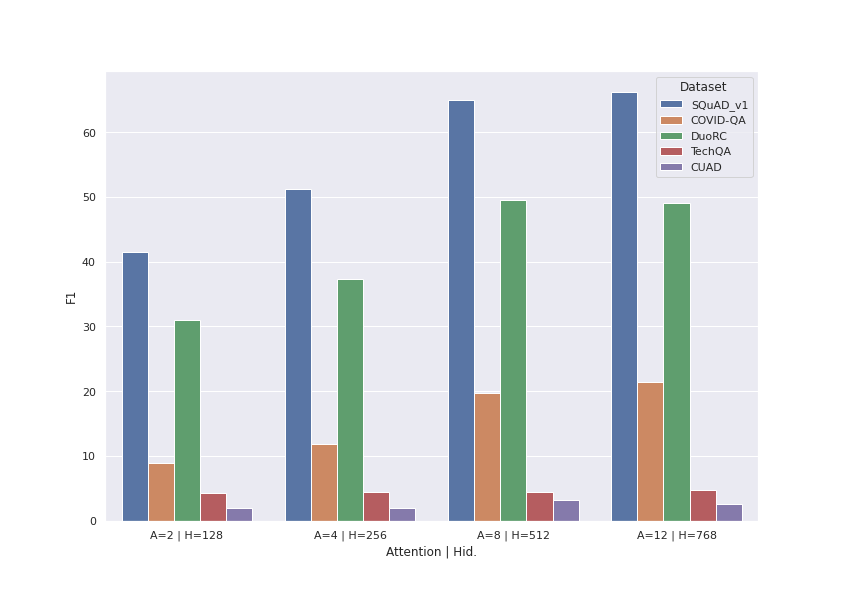 Dataset
SQuAD_v1
COVID-QA
DuoRC
TechQA
CUAD
F1
60
50
40
30
20
10
0
A=2 | H=128
A=4 | H=256
A=8 | H=512
A=12 | H=768
Attention | Hid.